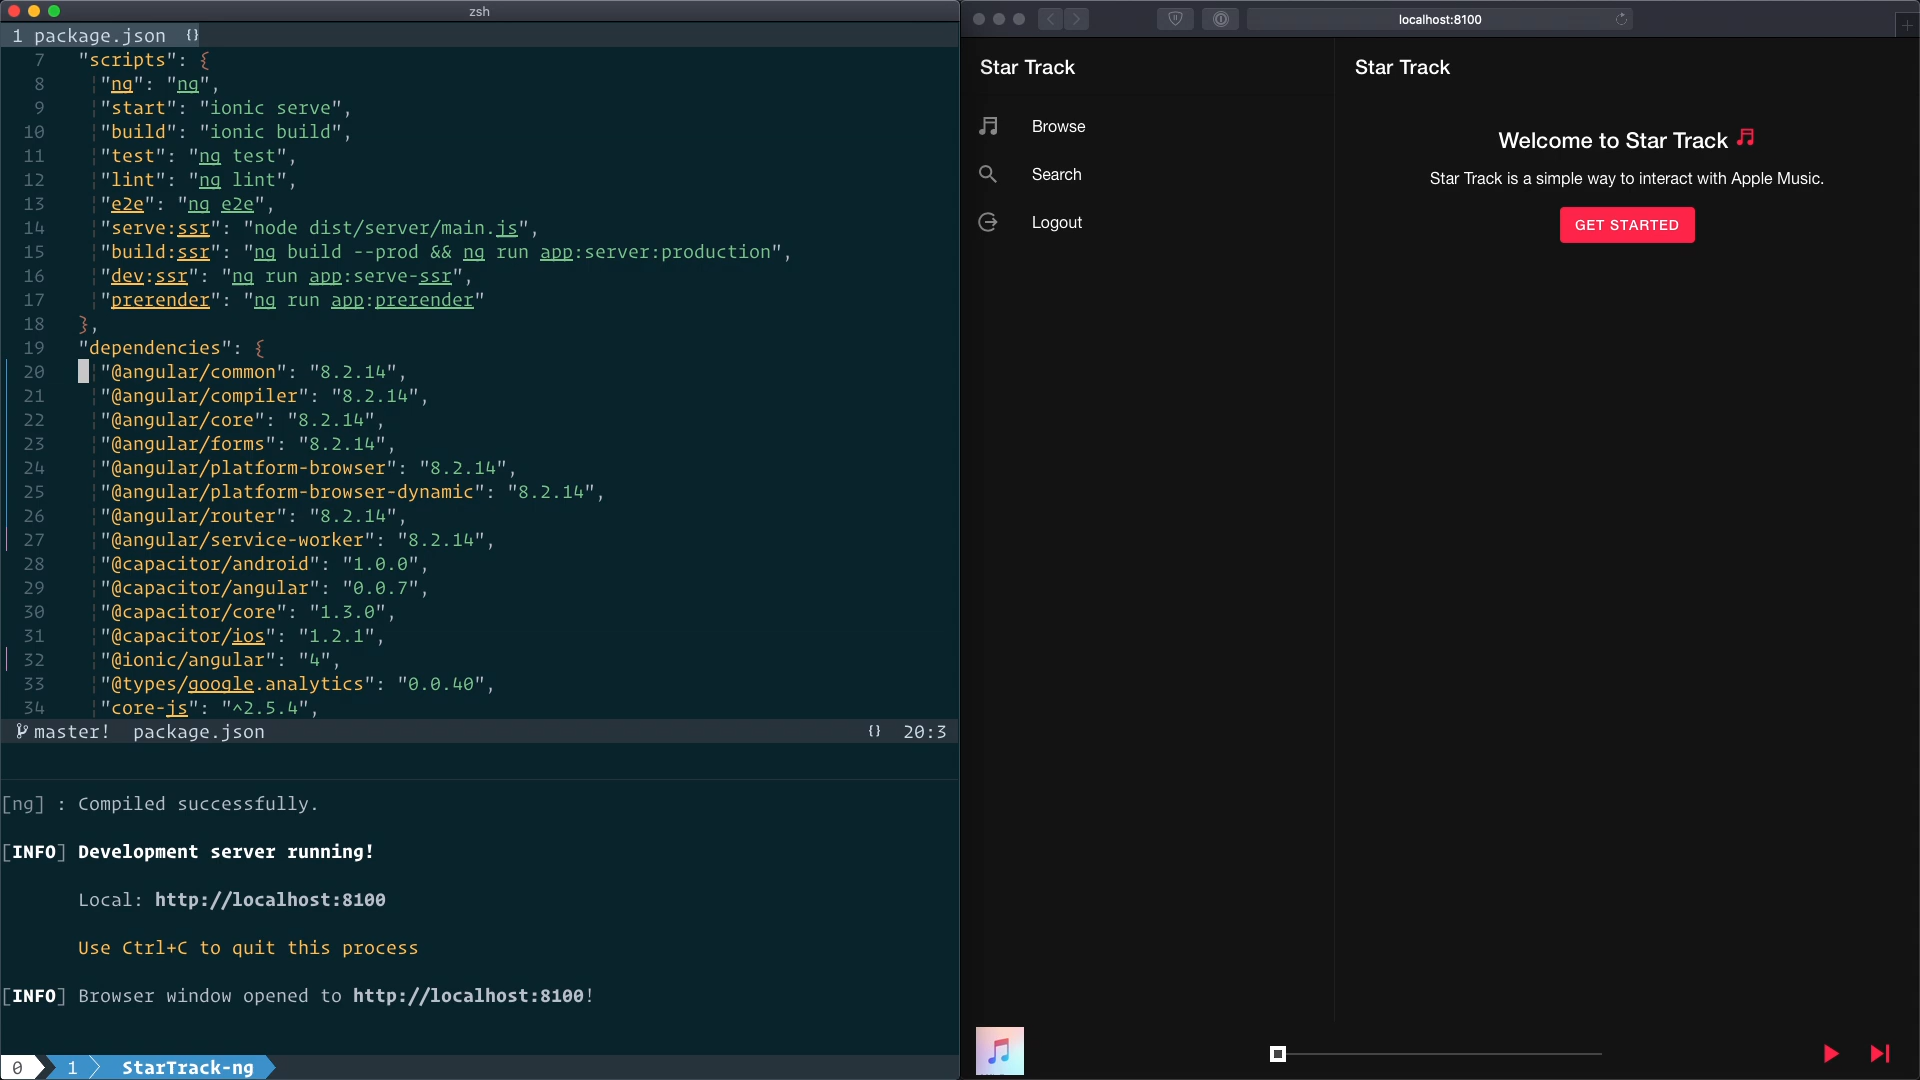 zsh
1 package.json {}
7 "scripts": {
8 "ng": "ng",
9 "start": "ionic serve",
10 "build": "ionic build",
11 "test": "ng test",
12 "lint": "ng lint",
13 "e2e": "ng e2e",
14 "serve:ssr": "node dist/server/main.js",
15 "build:ssr": "ng build --prod && ng run app:server:production",
16 "dev:ssr": "ng run app:serve-ssr",
17 "prerender": "ng run app:prerender"
18 },
19 "dependencies": {
20 "@angular/common": "8.2.14",
21 "@angular/compiler": "8.2.14",
22 "@angular/core": "8.2.14",
23 "@angular/forms": "8.2.14",
24 "@angular/platform-browser": "8.2.14",
25 "@angular/platform-browser-dynamic": "8.2.14",
26 "@angular/router": "8.2.14",
27 "@angular/service-worker": "8.2.14",
28 "@capacitor/android": "1.0.0",
29 "@capacitor/angular": "0.0.7",
30 "@capacitor/core": "1.3.0",
31 "@capacitor/ios": "1.2.1",
32 "@ionic/angular": "4",
33 "@types/google.analytics": "0.0.40",
34 "core-js": "^2.5.4",
master! package.json {} 20:3
[ng] : Compiled successfully.
[INFO] Development server running!
Local: http://localhost:8100
Use Ctrl+C to quit this process
[INFO] Browser window opened to http://localhost:8100!
0 1 StarTrack-ng
localhost:8100
Star Track
Browse
Search
Logout
Star Track
Welcome to Star Track
Star Track is a simple way to interact with Apple Music.
GET STARTED